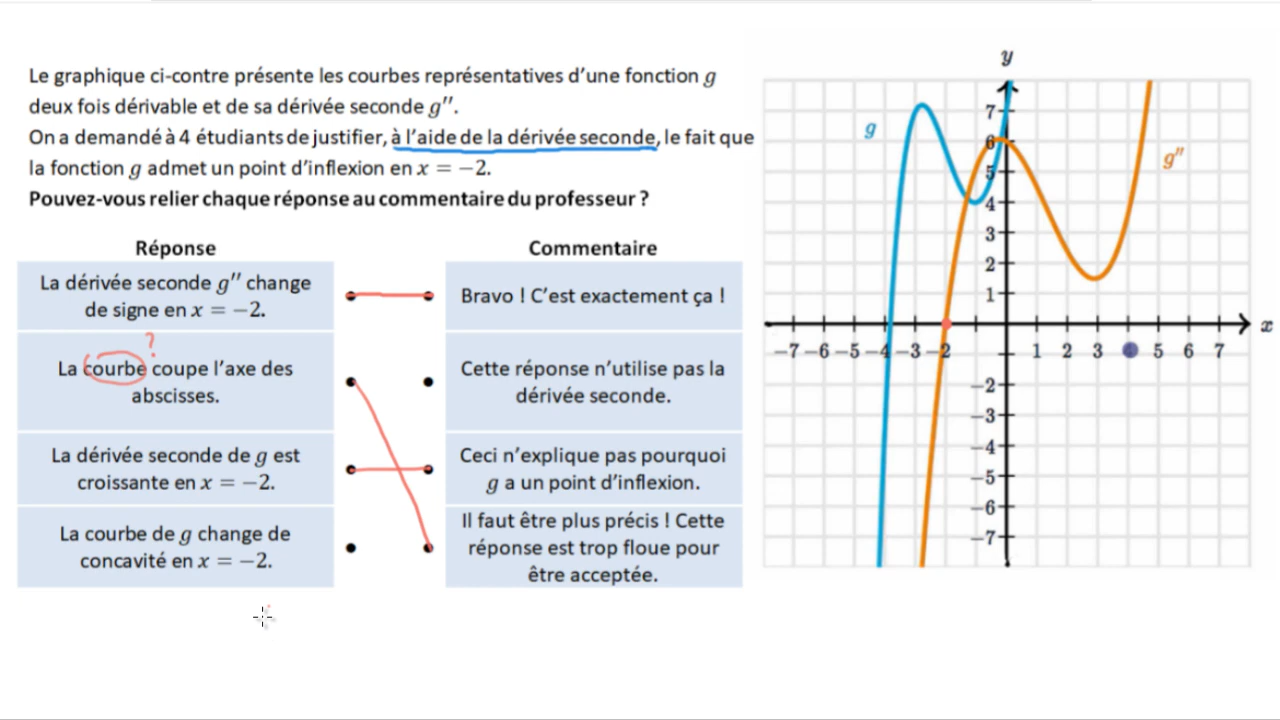 Le graphique ci-contre présente les courbes représentatives d’une fonction g
deux fois dérivable et de sa dérivée seconde g″.
On a demandé à 4 étudiants de justifier, à l’aide de la dérivée seconde, le fait que
la fonction g admet un point d’inflexion en x = −2.
Pouvez-vous relier chaque réponse au commentaire du professeur ?
Réponse
La dérivée seconde g″ change
de signe en x = −2.
?
La courbe coupe l’axe des
abscisses.
La dérivée seconde de g est
croissante en x = −2.
La courbe de g change de
concavité en x = −2.
Commentaire
Bravo ! C’est exactement ça !
Cette réponse n’utilise pas la
dérivée seconde.
Ceci n’explique pas pourquoi
g a un point d’inflexion.
Il faut être plus précis ! Cette
réponse est trop floue pour
être acceptée.
y
7
g
6
g″
5
4
3
2
1
x
−7 −6 −5 −4 −3 −2 1 2 3 5 6 7
−2
−3
−4
−5
−6
−7